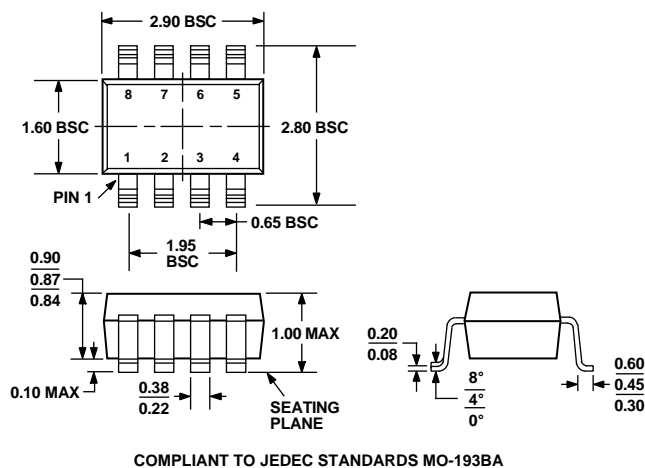 2.90 BSC
8 7 6 5
1.60 BSC
2.80 BSC
1 2 3 4
PIN 1
0.65 BSC
1.95
BSC
0.90
0.87
0.84
1.00 MAX
0.10 MAX
0.38
0.22
SEATING
PLANE
0.20
0.08
8°
4°
0°
0.60
0.45
0.30
COMPLIANT TO JEDEC STANDARDS MO-193BA